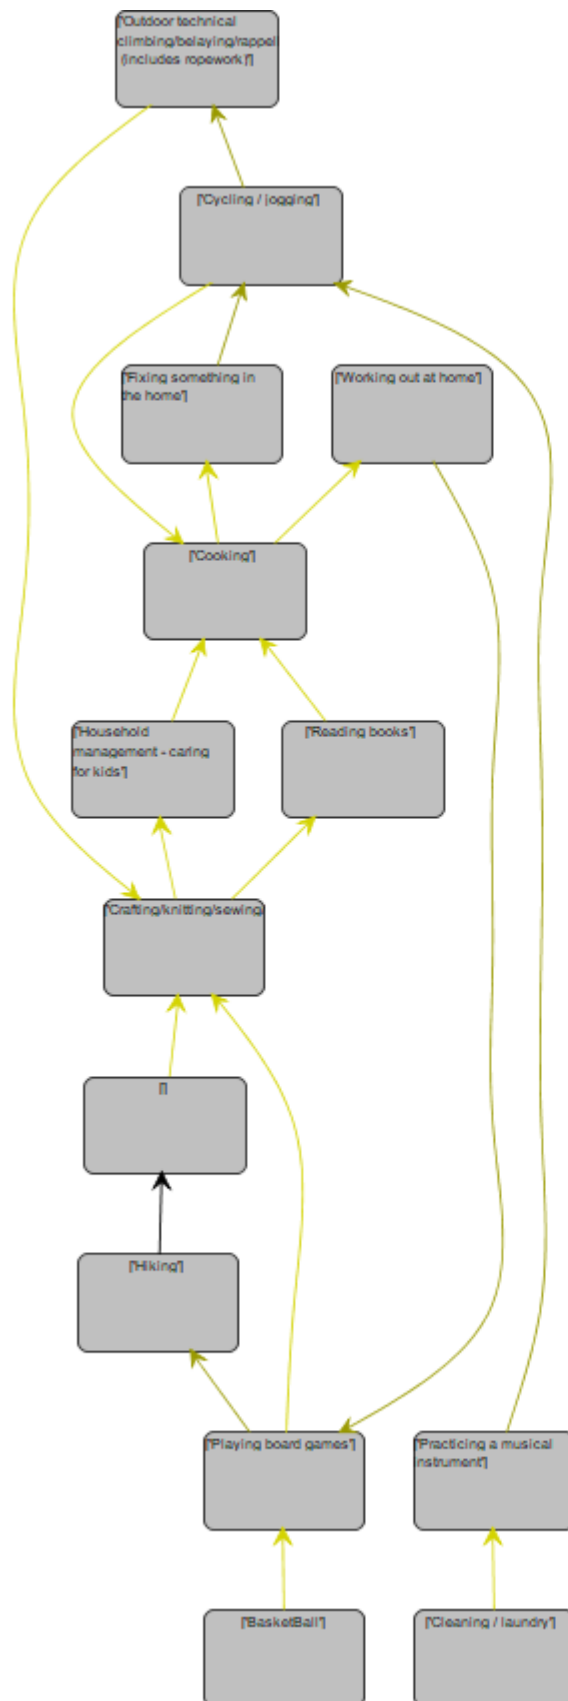 ['Outdoor technical
climbing/belaying/rappell
(includes ropework)']
['Cycling / jogging']
['Fixing something in
the home']
['Working out at home']
['Cooking']
['Household
management - caring
for kids']
['Reading books']
['Crafting/knitting/sewing/
[]
['Hiking']
['Playing board games']
['Practicing a musical
instrument']
['BasketBall']
['Cleaning / laundry']